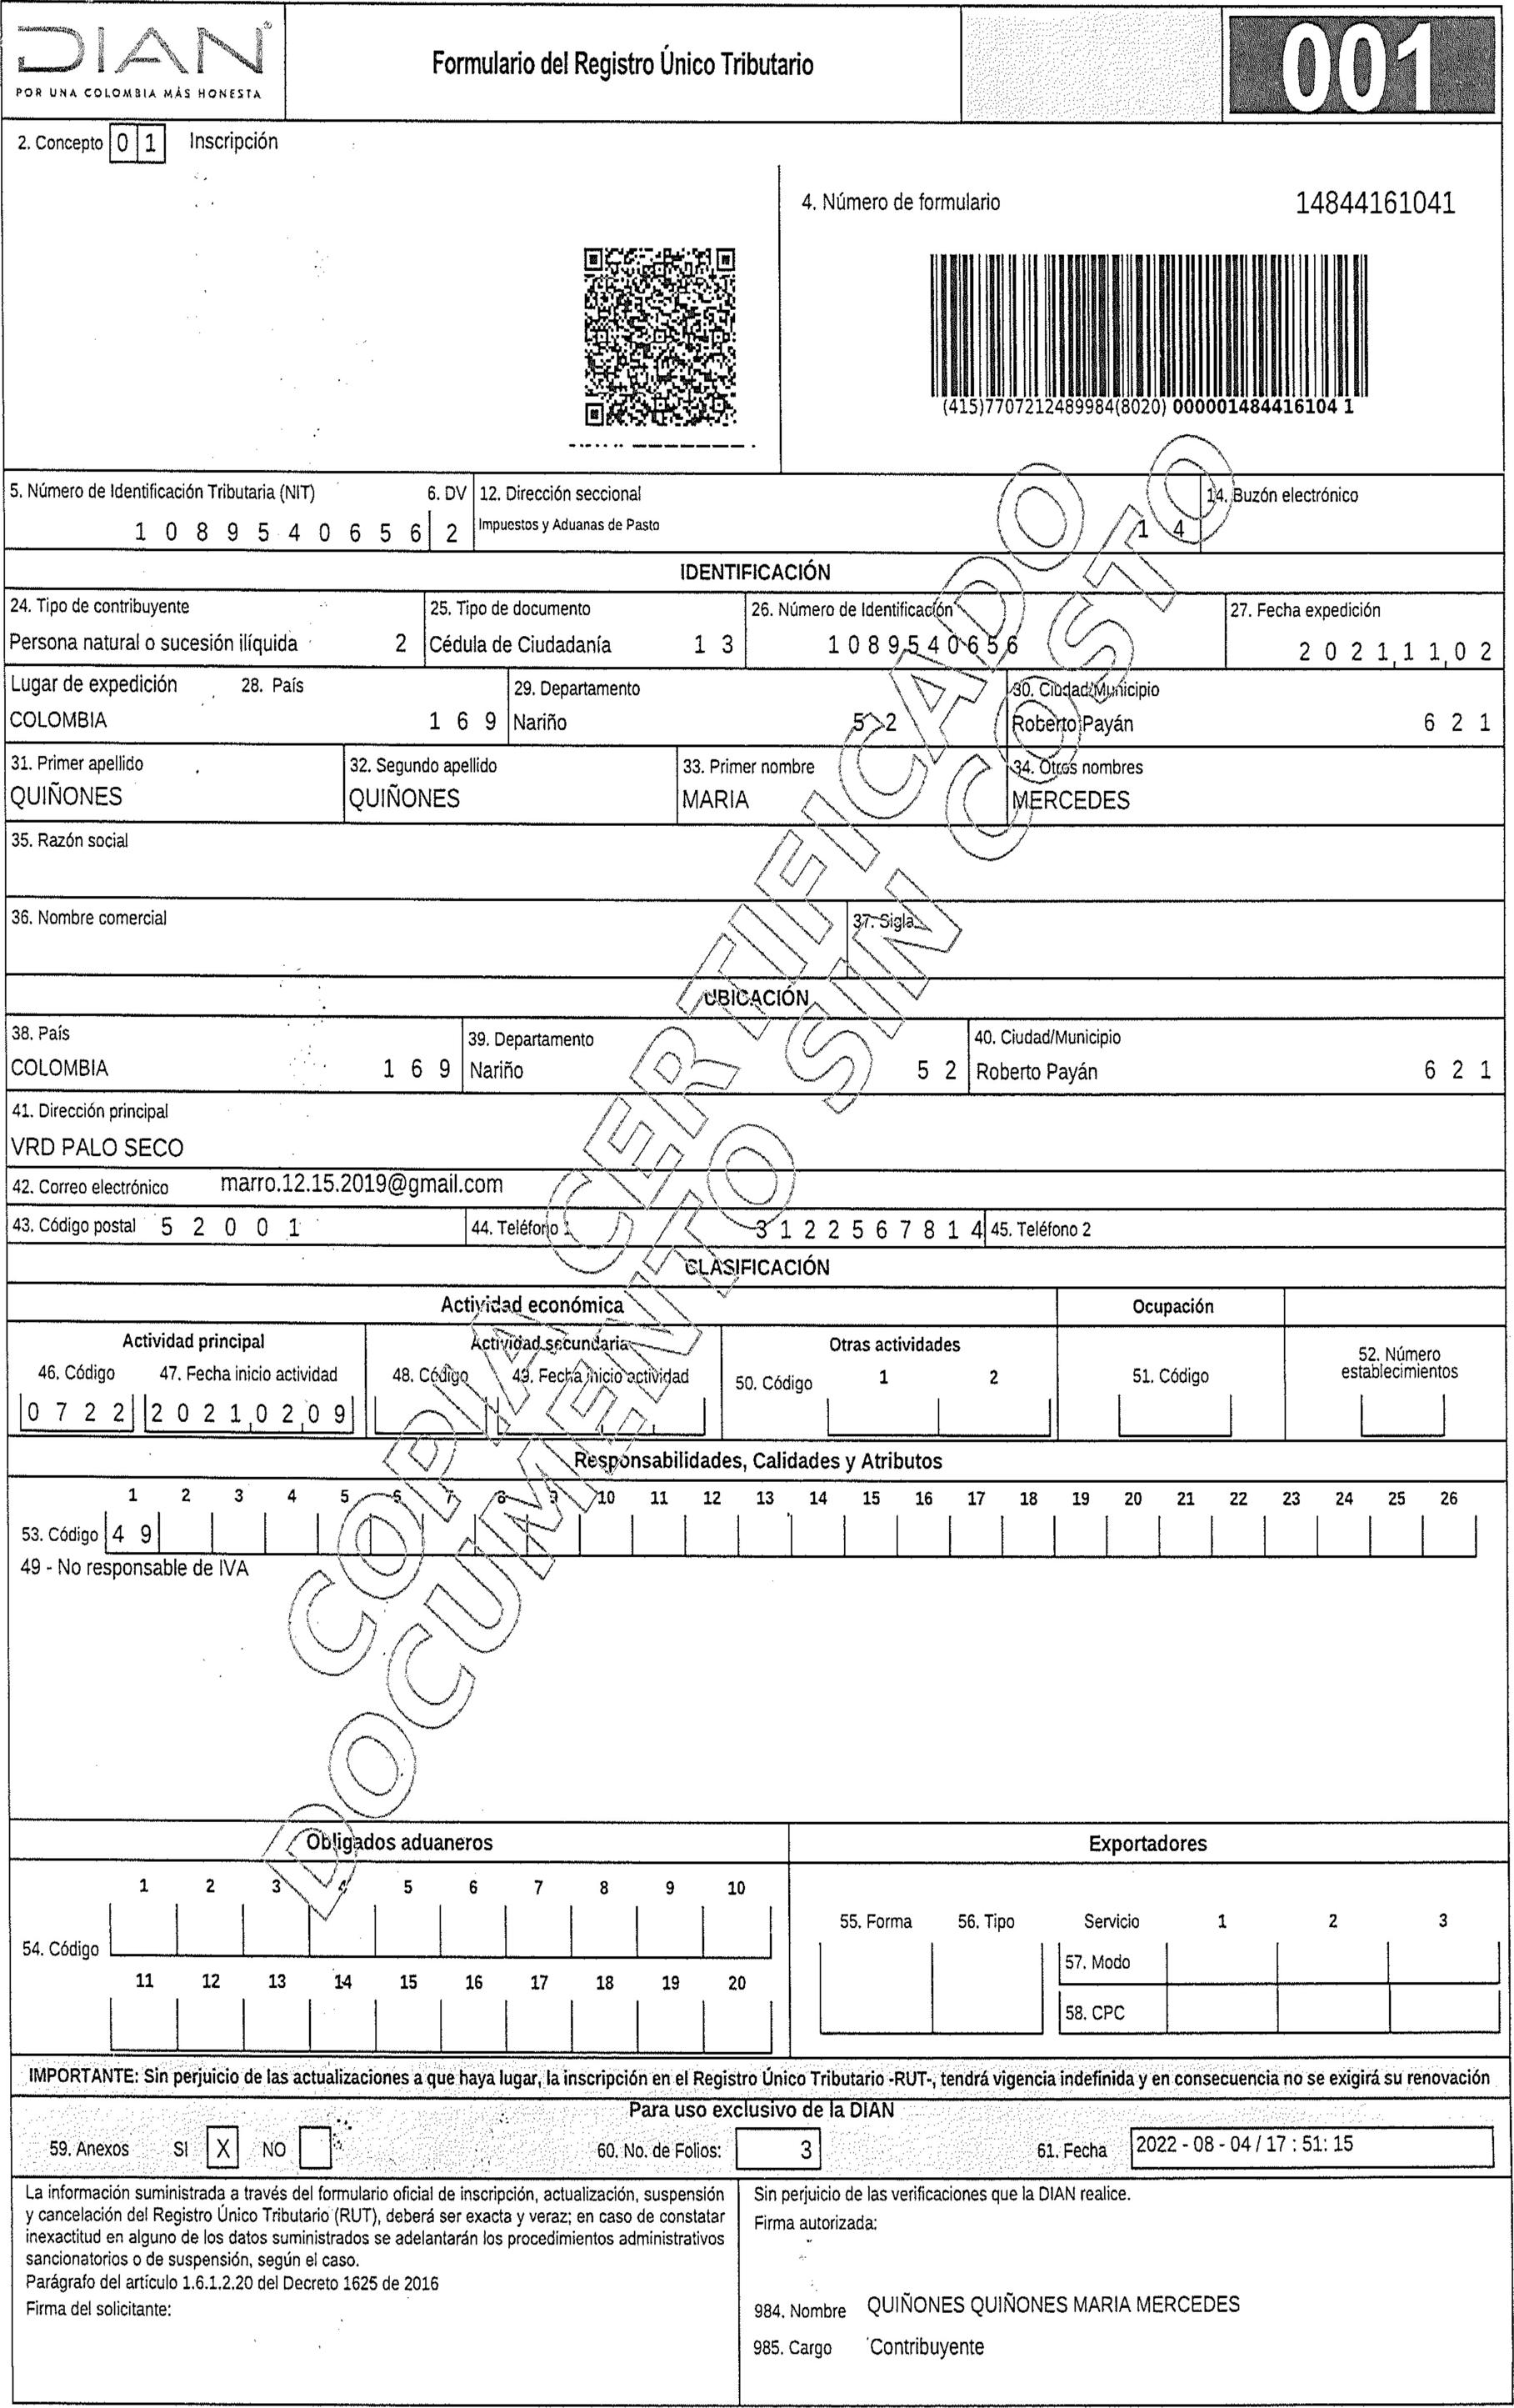 DIAN®
POR UNA COLOMBIA MÁS HONESTA
Formulario del Registro Único Tributario
001
2. Concepto 0 1 Inscripción
4. Número de formulario 14844161041
(415)7707212489984(8020) 000001484416104 1
5. Número de Identificación Tributaria (NIT) 6. DV 12. Dirección seccional 14. Buzón electrónico
1 0 8 9 5 4 0 6 5 6 2 Impuestos y Aduanas de Pasto 1 4
IDENTIFICACIÓN
24. Tipo de contribuyente 25. Tipo de documento 26. Número de Identificación 27. Fecha expedición
Persona natural o sucesión ilíquida 2 Cédula de Ciudadanía 1 3 1 0 8 9 5 4 0 6 5 6 2 0 2 1 1 1 0 2
Lugar de expedición 28. País 29. Departamento 30. Ciudad/Municipio
COLOMBIA 1 6 9 Nariño 5 2 Roberto Payán 6 2 1
31. Primer apellido 32. Segundo apellido 33. Primer nombre 34. Otros nombres
QUIÑONES QUIÑONES MARIA MERCEDES
35. Razón social
36. Nombre comercial 37. Sigla
UBICACIÓN
38. País 39. Departamento 40. Ciudad/Municipio
COLOMBIA 1 6 9 Nariño 5 2 Roberto Payán 6 2 1
41. Dirección principal
VRD PALO SECO
42. Correo electrónico marro.12.15.2019@gmail.com
43. Código postal 5 2 0 0 1 44. Teléfono 1 3 1 2 2 5 6 7 8 1 4 45. Teléfono 2
CLASIFICACIÓN
Actividad económica Ocupación
Actividad principal Actividad secundaria Otras actividades 52. Número establecimientos
46. Código 47. Fecha inicio actividad 48. Código 49. Fecha inicio actividad 50. Código 1 2 51. Código
0 7 2 2 2 0 2 1 0 2 0 9
Responsabilidades, Calidades y Atributos
1 2 3 4 5 6 7 8 9 10 11 12 13 14 15 16 17 18 19 20 21 22 23 24 25 26
53. Código 4 9
49 - No responsable de IVA
COPIA CERTIFICADO
DOCUMENTO SIN COSTO
Obligados aduaneros Exportadores
1 2 3 4 5 6 7 8 9 10
54. Código
11 12 13 14 15 16 17 18 19 20
55. Forma 56. Tipo Servicio 1 2 3
57. Modo
58. CPC
IMPORTANTE: Sin perjuicio de las actualizaciones a que haya lugar, la inscripción en el Registro Único Tributario -RUT-, tendrá vigencia indefinida y en consecuencia no se exigirá su renovación
Para uso exclusivo de la DIAN
59. Anexos SI X NO 60. No. de Folios: 3 61. Fecha 2022 - 08 - 04 / 17 : 51: 15
La información suministrada a través del formulario oficial de inscripción, actualización, suspensión
y cancelación del Registro Único Tributario (RUT), deberá ser exacta y veraz; en caso de constatar
inexactitud en alguno de los datos suministrados se adelantarán los procedimientos administrativos
sancionatorios o de suspensión, según el caso.
Parágrafo del artículo 1.6.1.2.20 del Decreto 1625 de 2016
Firma del solicitante:
Sin perjuicio de las verificaciones que la DIAN realice.
Firma autorizada:
984. Nombre QUIÑONES QUIÑONES MARIA MERCEDES
985. Cargo Contribuyente